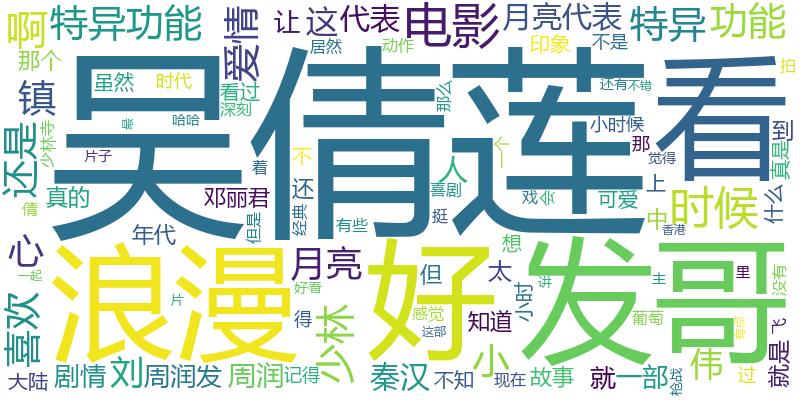 啊
特异功能
爱情
让
这
代表
电影
月亮代表
特异
功能
那个
居然
动作
印象
不是
拍
镇
虽然
时代
看过
深刻
吴倩莲
那么
还有
不错
看
还是
少林寺
最
哈哈
小时候
到
片子
着
不
人
个
那
觉得
真是
倩
真的
邓丽君
还
喜剧
戏
会
可爱
上
时候
什么
但是
经典
有些
挺
中
年代
香港
心
浪漫
月亮
好
但
想
太
发哥
里
没有
一起
喜欢
片
好看
得
少林
感觉
这部
知道
小时
讲
主
葡萄
有点
飞
小
伟
就是
大陆
剧情
刘
周润发
周润
记得
秦汉
不知
现在
故事
就
一部
枪战
过